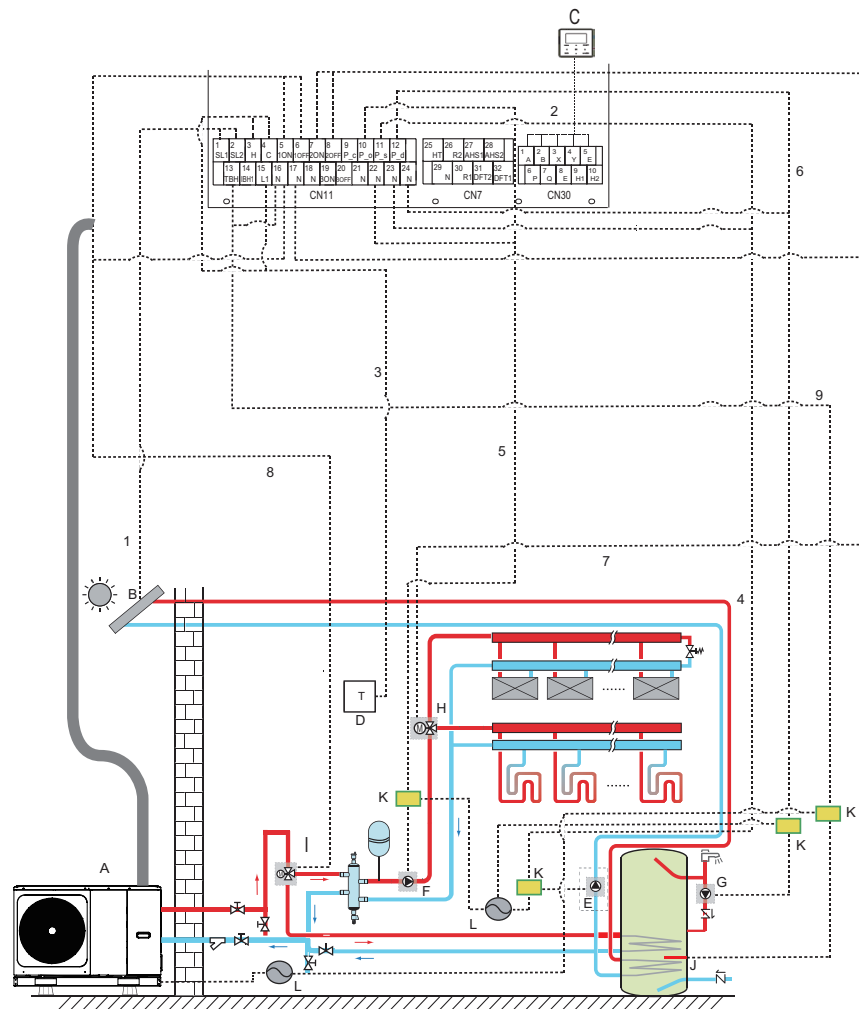 C
2
1 2 3 4 5 6 7 8 9 10 11 12
SL1 SL2 H C 1ON 1OFF 2ON 2OFF P_c P_o P_s P_d
13 14 15 16 17 18 19 20 21 22 23 24
TBH IBH1 L1 N N N 3ON 3OFF N N N N
CN11
25 26 27 28
HT R2 AHS1 AHS2
29 30 31 32
N R1 DFT2 DFT1
CN7
1 2 3 4 5
A B X Y E
6 7 8 9 10
P Q E H1 H2
CN30
6
3
9
5
8
1
7
B
4
T
D
H
M
K
K
K
A
I
M
F
K
G
E
L
J
L